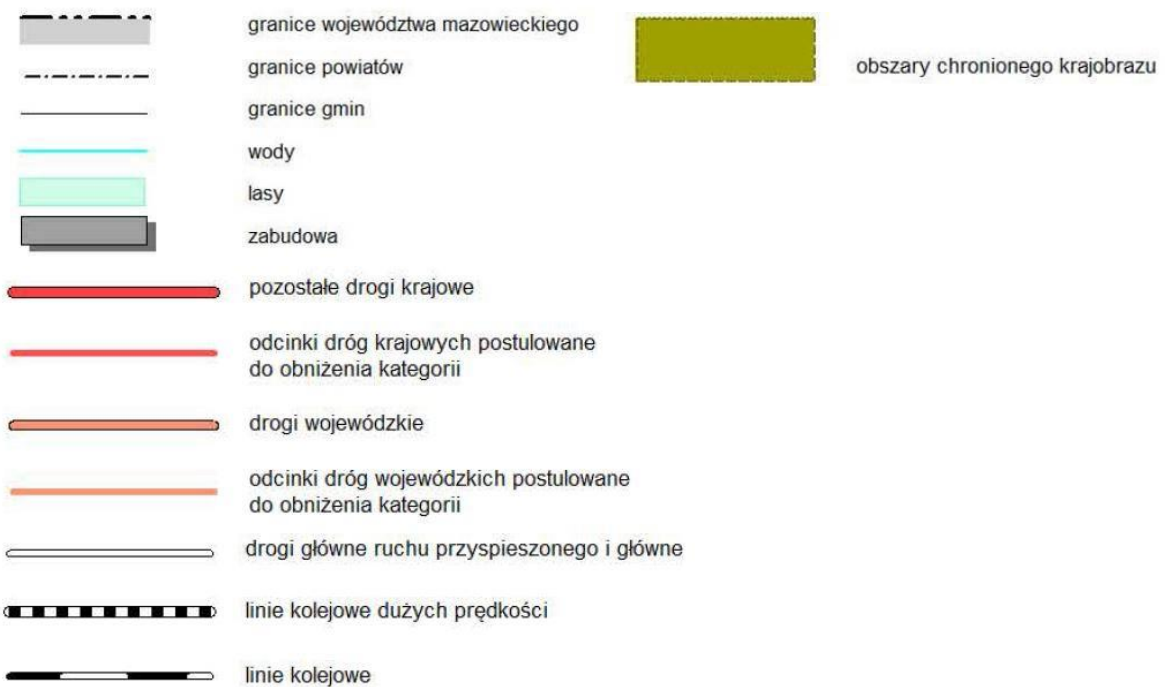 granice województwa mazowieckiego
granice powiatów
granice gmin
wody
lasy
zabudowa
pozostałe drogi krajowe
odcinki dróg krajowych postulowane
do obniżenia kategorii
drogi wojewódzkie
odcinki dróg wojewódzkich postulowane
do obniżenia kategorii
drogi główne ruchu przyspieszonego i główne
linie kolejowe dużych prędkości
linie kolejowe
obszary chronionego krajobrazu